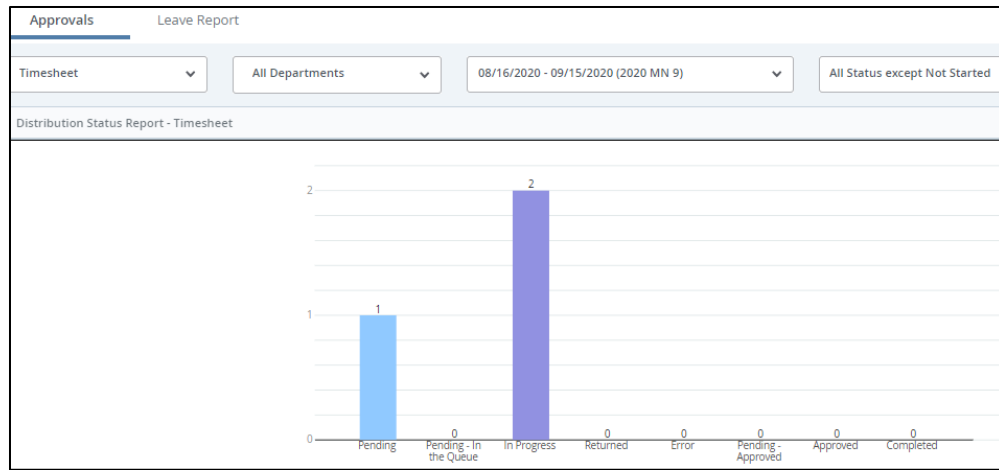 Approvals Leave Report
Timesheet All Departments 08/16/2020 - 09/15/2020 (2020 MN 9) All Status except Not Started
Distribution Status Report - Timesheet
2
2
1
1
0
0
0
0
0
0
0
Pending Pending - In the Queue In Progress Returned Error Pending - Approved Approved Completed